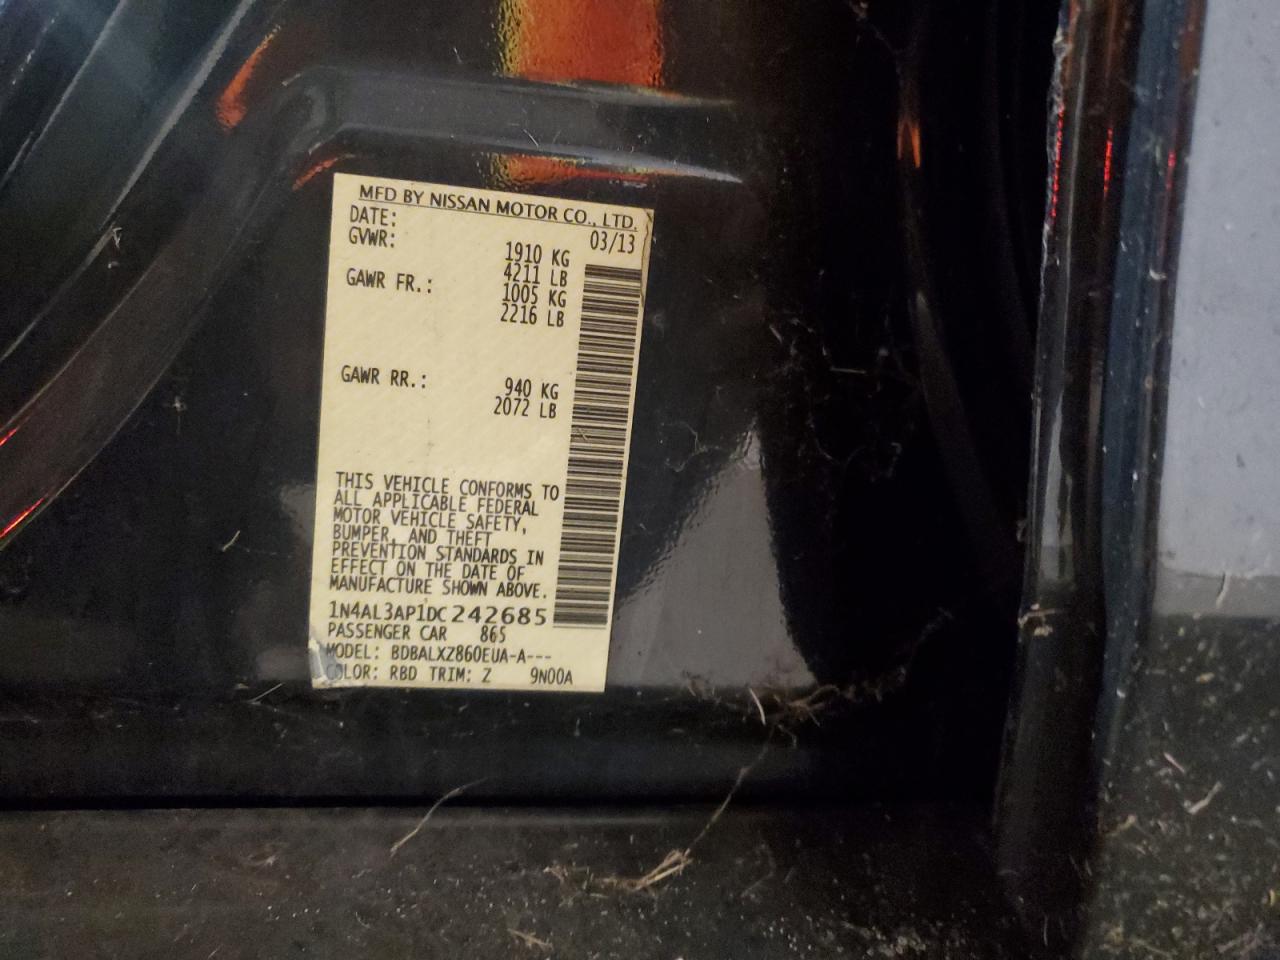 MFD BY NISSAN MOTOR CO., LTD.
DATE: 03/13
GVWR: 1910 KG
4211 LB
GAWR FR.: 1005 KG
2216 LB
GAWR RR.: 940 KG
2072 LB
THIS VEHICLE CONFORMS TO
ALL APPLICABLE FEDERAL
MOTOR VEHICLE SAFETY,
BUMPER, AND THEFT
PREVENTION STANDARDS IN
EFFECT ON THE DATE OF
MANUFACTURE SHOWN ABOVE.
1N4AL3AP1DC242685
PASSENGER CAR 865
MODEL: BDBALXZ860EUA-A---
COLOR: RBD TRIM: Z 9N00A